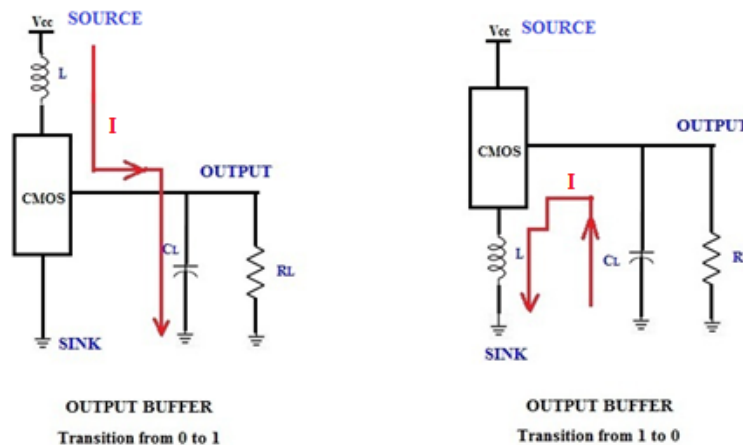 Vcc SOURCE
L
I
CMOS
OUTPUT
CL
RL
SINK
OUTPUT BUFFER
Transition from 0 to 1
Vcc SOURCE
OUTPUT
CMOS
I
L
CL
R
SINK
OUTPUT BUFFER
Transition from 1 to 0